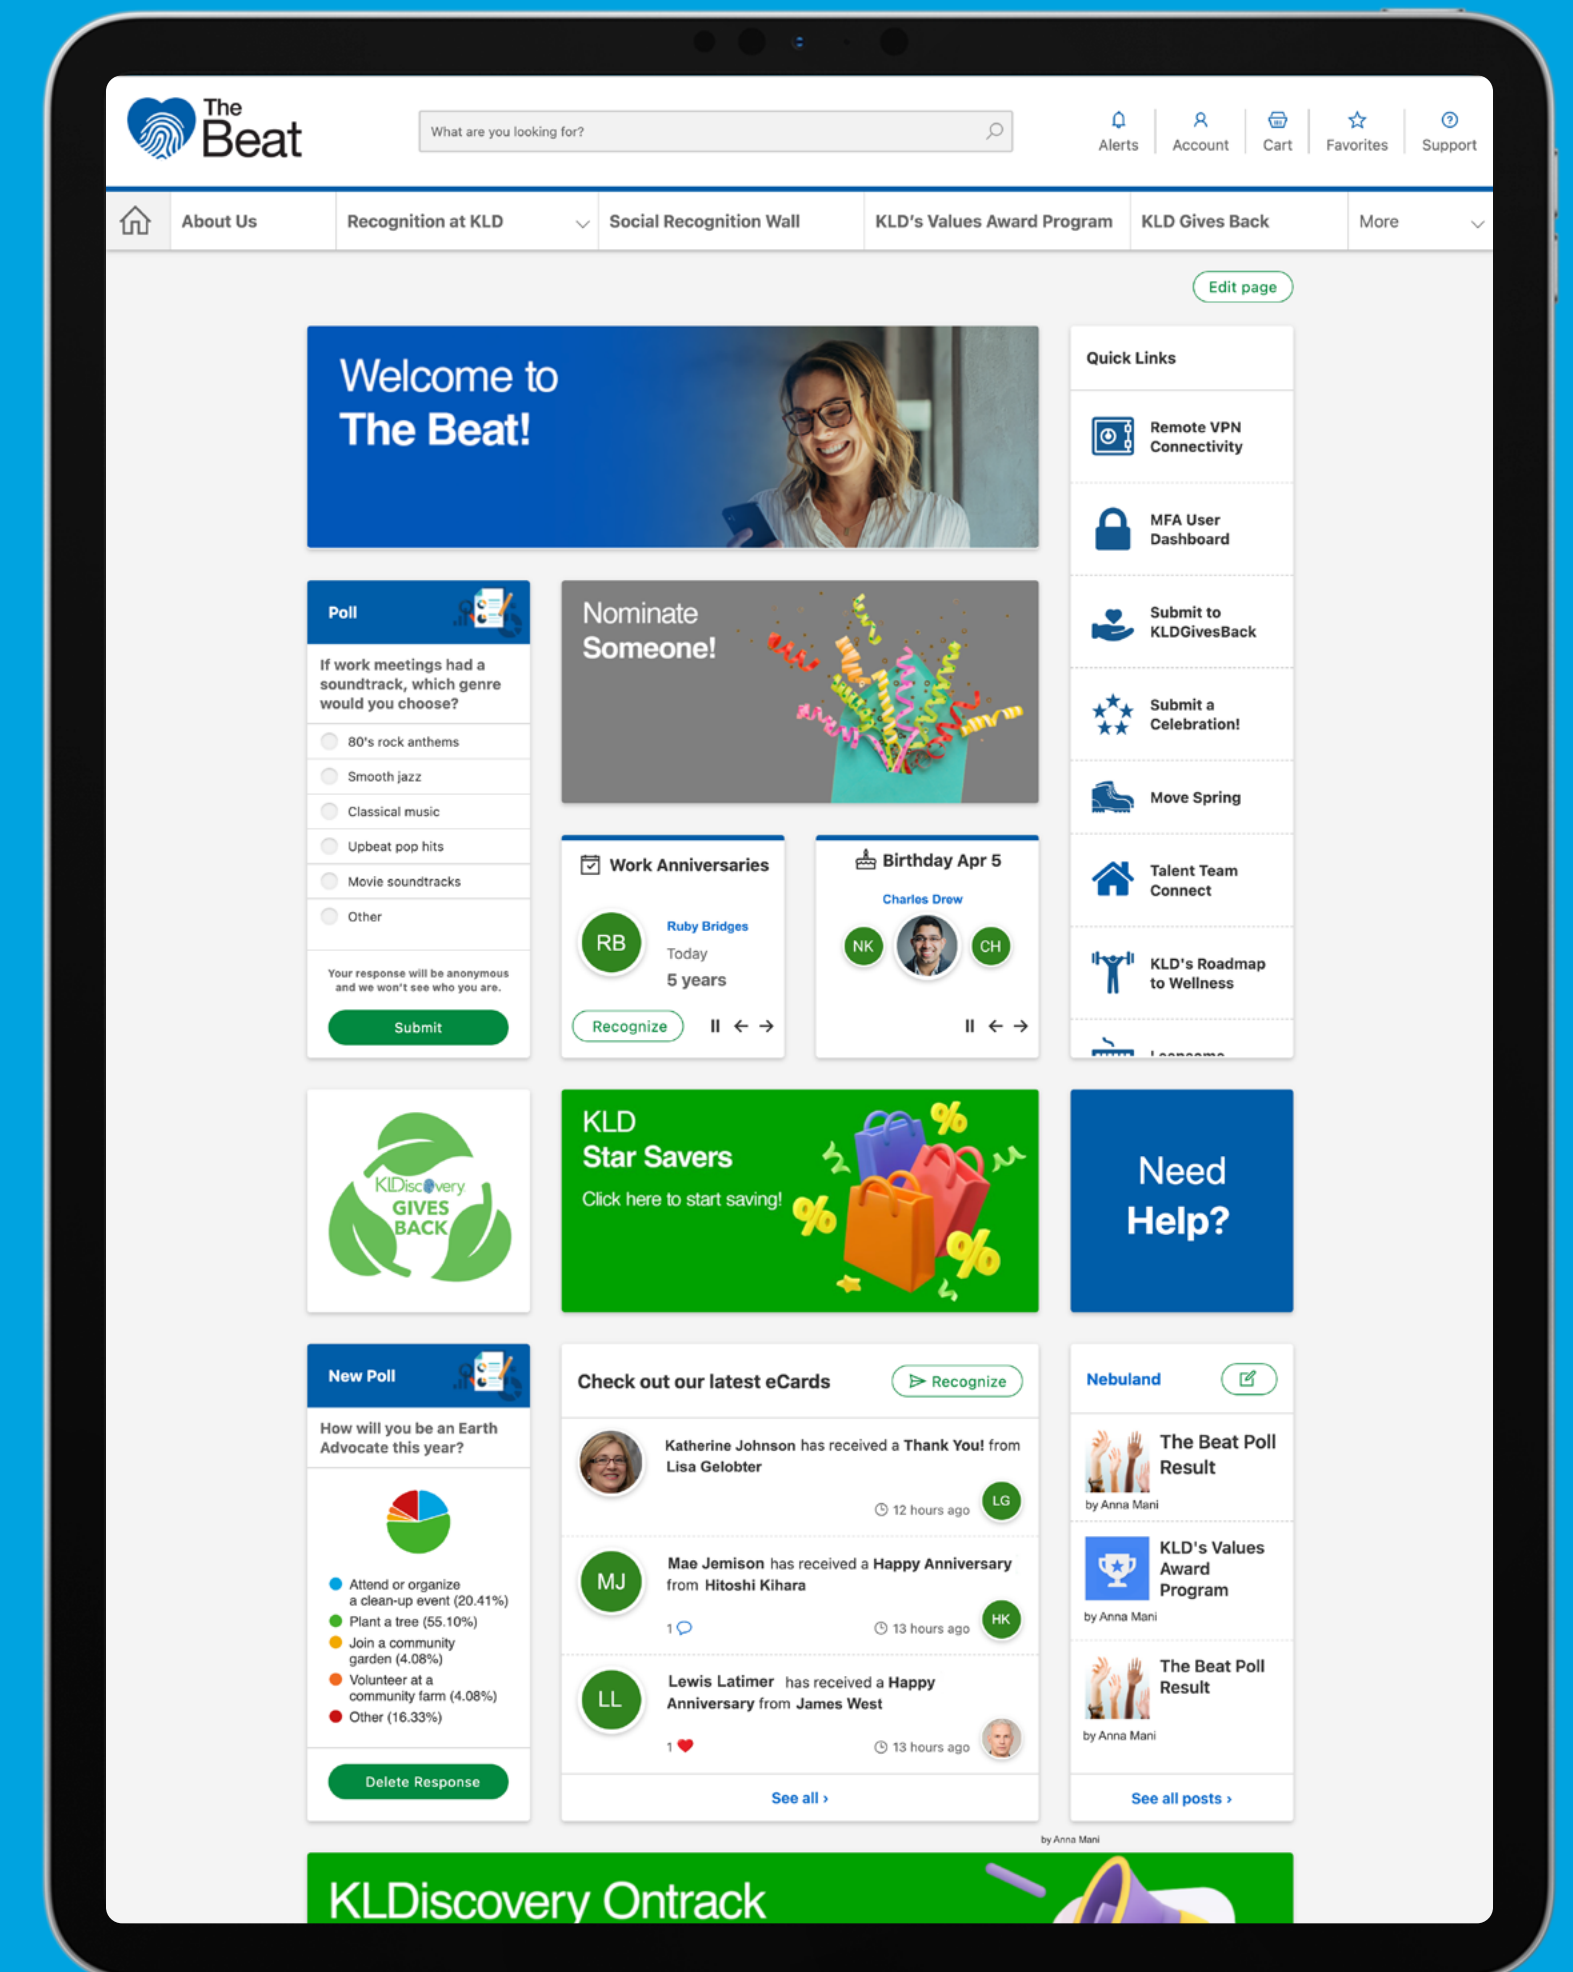 The
Beat
What are you looking for?
Alerts
Account
Cart
Favorites
Support
About Us
Recognition at KLD
Social Recognition Wall
KLD's Values Award Program
KLD Gives Back
More
Edit page
Welcome to
The Beat!
Quick Links
Remote VPN
Connectivity
MFA User
Dashboard
Submit to
KLDGivesBack
Submit a
Celebration!
Move Spring
Talent Team
Connect
KLD's Roadmap
to Wellness
Poll
If work meetings had a
soundtrack, which genre
would you choose?
80's rock anthems
Smooth jazz
Classical music
Upbeat pop hits
Movie soundtracks
Other
Your response will be anonymous
and we won't see who you are.
Submit
Nominate
Someone!
Work Anniversaries
RB
Ruby Bridges
Today
5 years
Recognize
Birthday Apr 5
Charles Drew
NK
CH
KLDiscovery
GIVES
BACK
KLD
Star Savers
Click here to start saving!
%
%
%
Need
Help?
New Poll
How will you be an Earth
Advocate this year?
Attend or organize
a clean-up event (20.41%)
Plant a tree (55.10%)
Join a community
garden (4.08%)
Volunteer at a
community farm (4.08%)
Other (16.33%)
Delete Response
Check out our latest eCards
Recognize
Katherine Johnson has received a Thank You! from
Lisa Gelobter
12 hours ago
LG
MJ
Mae Jemison has received a Happy Anniversary
from Hitoshi Kihara
1
13 hours ago
HK
LL
Lewis Latimer has received a Happy
Anniversary from James West
1
13 hours ago
See all ›
Nebuland
The Beat Poll
Result
by Anna Mani
KLD's Values
Award
Program
by Anna Mani
The Beat Poll
Result
by Anna Mani
See all posts ›
by Anna Mani
KLDiscovery Ontrack